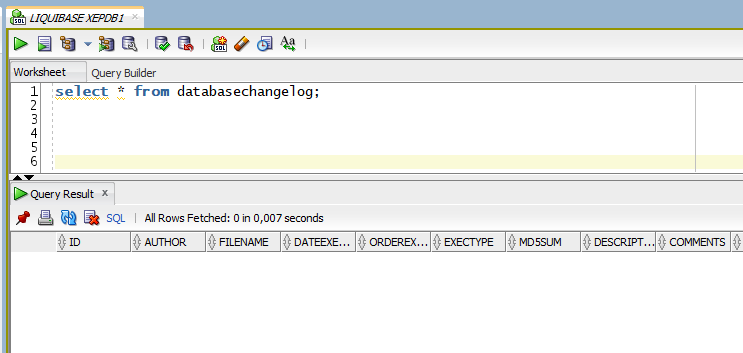 LIQUIBASE XEPDB1
Worksheet Query Builder
1 select * from databasechangelog;
2
3
4
5
6
Query Result x
SQL | All Rows Fetched: 0 in 0,007 seconds
ID AUTHOR FILENAME DATEEXE... ORDEREX... EXECTYPE MD5SUM DESCRIPT... COMMENTS